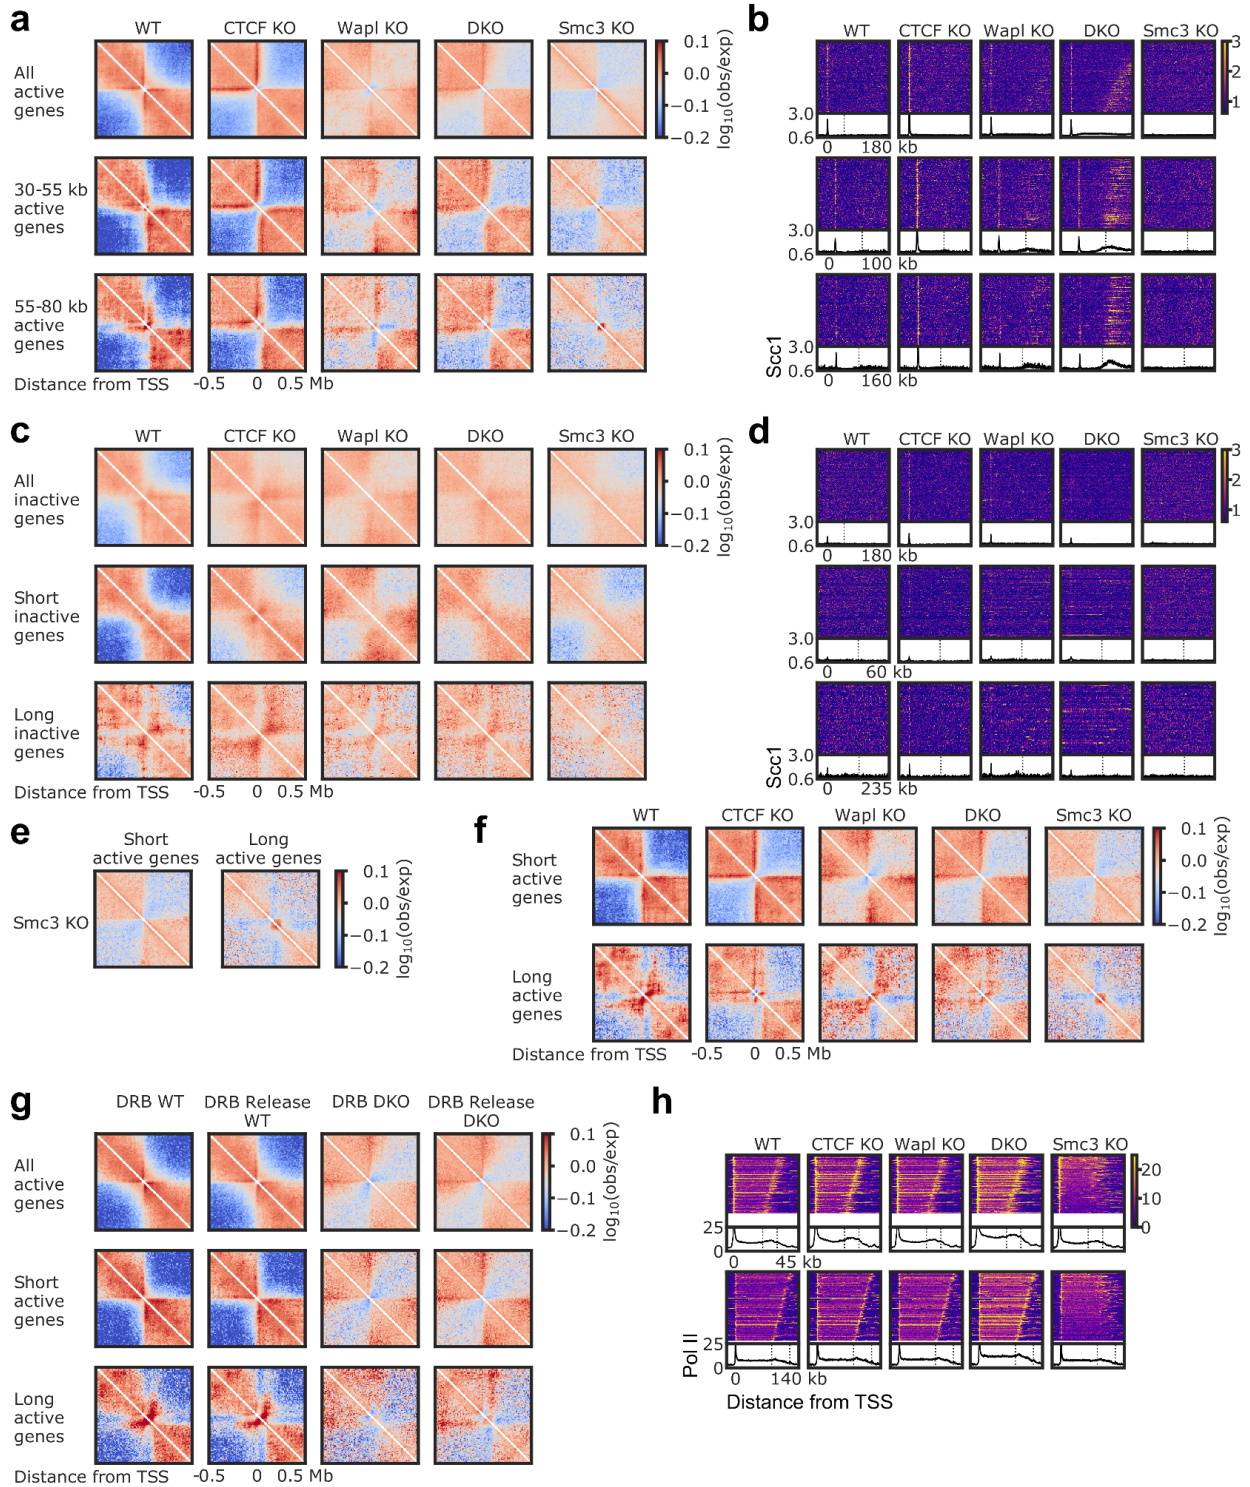 a
WT CTCF KO Wapl KO DKO Smc3 KO
All
active
genes
0.1
0.0
−0.1
−0.2
log10(obs/exp)
30-55 kb
active
genes
55-80 kb
active
genes
Distance from TSS -0.5 0 0.5 Mb
b
WT CTCF KO Wapl KO DKO Smc3 KO
3
2
1
3.0
0.6
0 180 kb
3.0
0.6
0 100 kb
Scc1
3.0
0.6
0 160 kb
c
WT CTCF KO Wapl KO DKO Smc3 KO
All
inactive
genes
0.1
0.0
−0.1
−0.2
log10(obs/exp)
Short
inactive
genes
Long
inactive
genes
Distance from TSS -0.5 0 0.5 Mb
d
WT CTCF KO Wapl KO DKO Smc3 KO
3
2
1
3.0
0.6
0 180 kb
3.0
0.6
0 60 kb
Scc1
3.0
0.6
0 235 kb
e
Short
active genes
Long
active genes
Smc3 KO
0.1
0.0
−0.1
−0.2
log10(obs/exp)
f
WT CTCF KO Wapl KO DKO Smc3 KO
Short
active
genes
0.1
0.0
−0.1
−0.2
log10(obs/exp)
Long
active
genes
Distance from TSS -0.5 0 0.5 Mb
g
DRB WT
DRB Release
WT
DRB DKO
DRB Release
DKO
All
active
genes
0.1
0.0
−0.1
−0.2
log10(obs/exp)
Short
active
genes
Long
active
genes
Distance from TSS -0.5 0 0.5 Mb
h
WT CTCF KO Wapl KO DKO Smc3 KO
20
10
0
25
0
0 45 kb
Pol II
25
0
0 140 kb
Distance from TSS